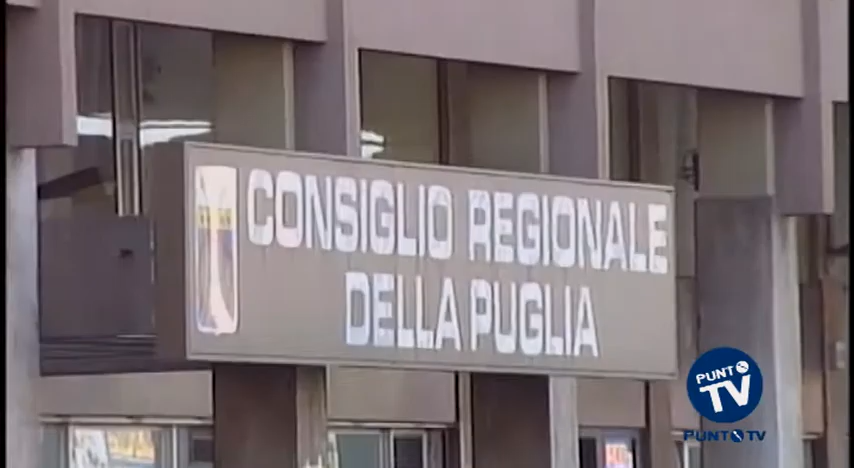 CONSIGLIO REGIONALE
DELLA PUGLIA
PUNTO
TV
PUNTO TV